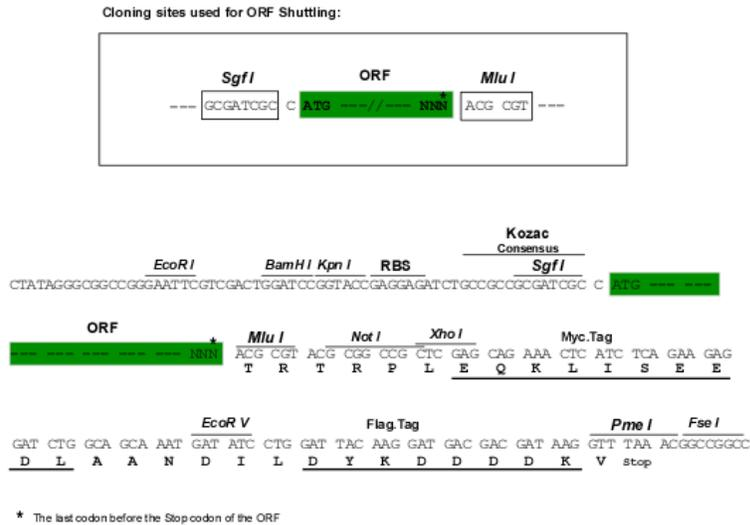 Cloning sites used for ORF Shuttling:
Sgf I ORF Mlu I
--- GCGATCGC C ATG ---//--- NNN* ACG CGT ---
Kozac
Consensus
EcoR I BamH I Kpn I RBS Sgf I
CTATAGGGCGGCCGGGAATTCGTCGACTGGATCCGGTACCGAGGAGATCTGCCGCCGCGATCGC C ATG --- ---
ORF Mlu I Not I Xho I Myc.Tag
--- --- --- --- --- NNN* ACG CGT ACG CGG CCG CTC GAG CAG AAA CTC ATC TCA GAA GAG
T R T R P L E Q K L I S E E
EcoR V Flag.Tag Pme I Fse I
GAT CTG GCA GCA AAT GAT ATC CTG GAT TAC AAG GAT GAC GAC GAT AAG GTT TAA ACGGCCGGCC
D L A A N D I L D Y K D D D D K V Stop
* The last codon before the Stop codon of the ORF